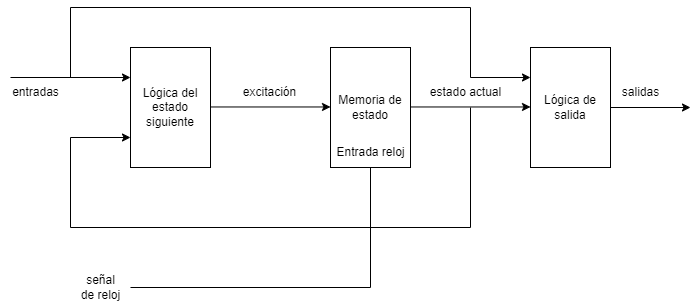 entradas
Lógica del
estado
siguiente
excitación
Memoria de
estado
Entrada reloj
estado actual
Lógica de
salida
salidas
señal
de reloj